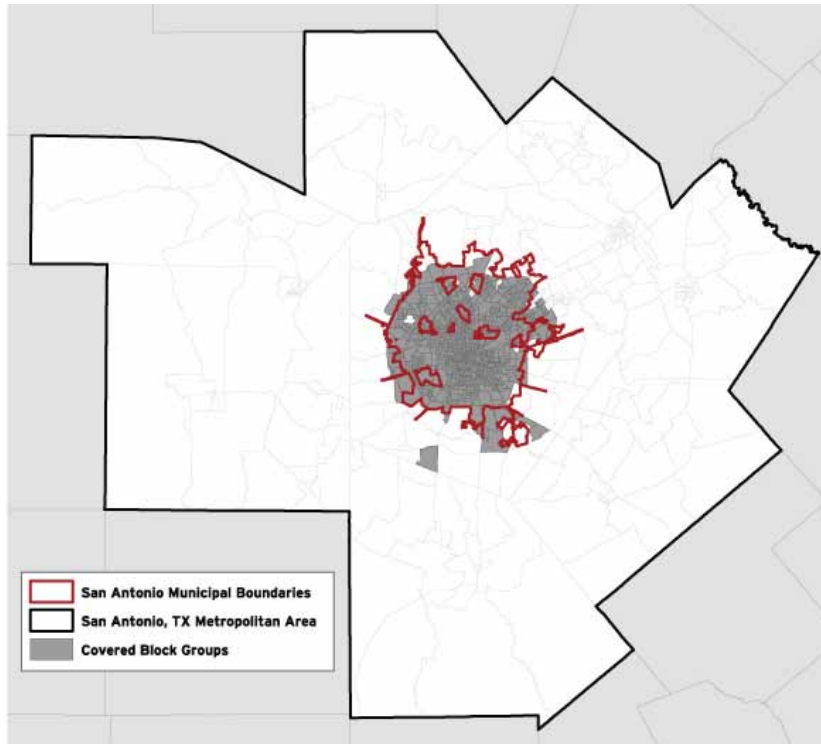 San Antonio Municipal Boundaries
San Antonio, TX Metropolitan Area
Covered Block Groups